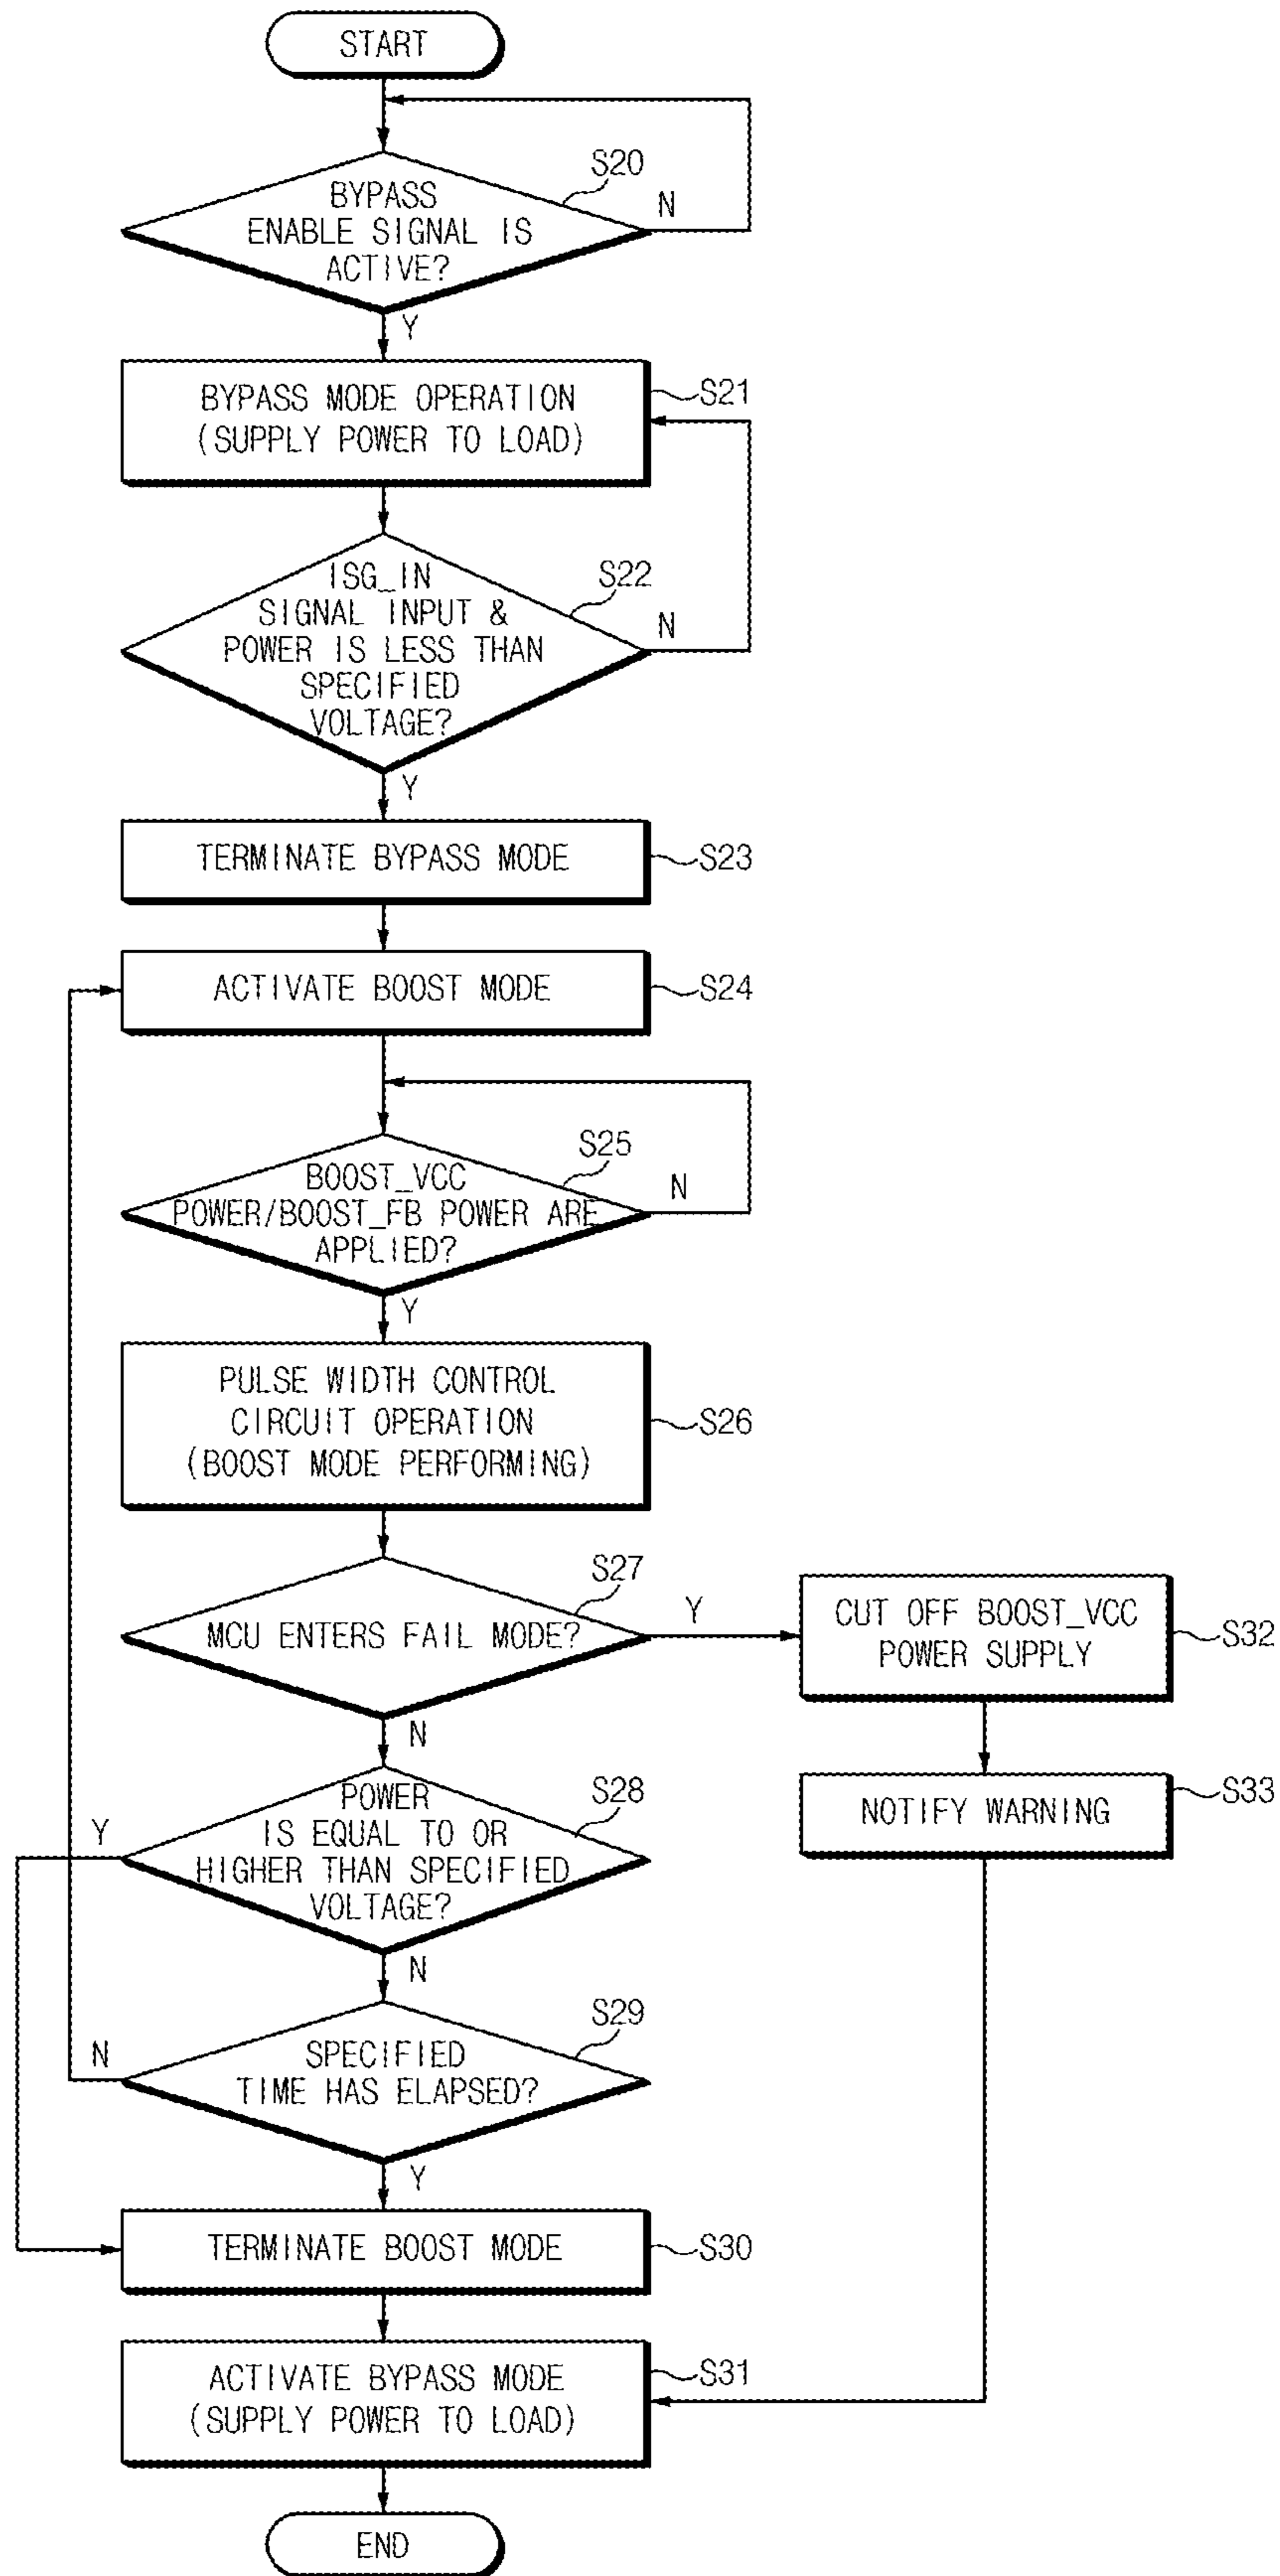 START
S20
BYPASS
ENABLE SIGNAL IS
ACTIVE?
N
Y
BYPASS MODE OPERATION
(SUPPLY POWER TO LOAD)
S21
ISG_IN
SIGNAL INPUT &
POWER IS LESS THAN
SPECIFIED
VOLTAGE?
S22
N
Y
TERMINATE BYPASS MODE
S23
ACTIVATE BOOST MODE
S24
S25
BOOST_VCC
POWER/BOOST_FB POWER ARE
APPLIED?
N
Y
PULSE WIDTH CONTROL
CIRCUIT OPERATION
(BOOST MODE PERFORMING)
S26
S27
MCU ENTERS FAIL MODE?
Y
N
CUT OFF BOOST_VCC
POWER SUPPLY
S32
NOTIFY WARNING
S33
S28
POWER
IS EQUAL TO OR
HIGHER THAN SPECIFIED
VOLTAGE?
Y
N
S29
SPECIFIED
TIME HAS ELAPSED?
N
Y
TERMINATE BOOST MODE
S30
ACTIVATE BYPASS MODE
(SUPPLY POWER TO LOAD)
S31
END